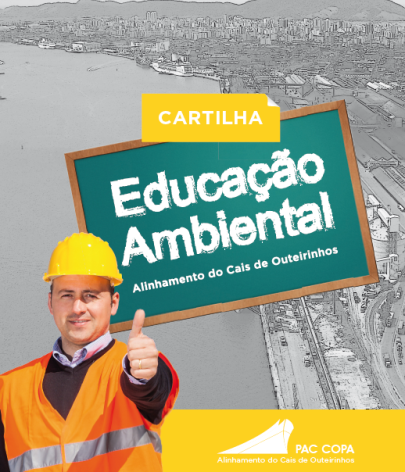 CARTILHA
Educação
Ambiental
Alinhamento do Cais de Outeirinhos
PAC COPA
Alinhamento do Cais de Outeirinhos